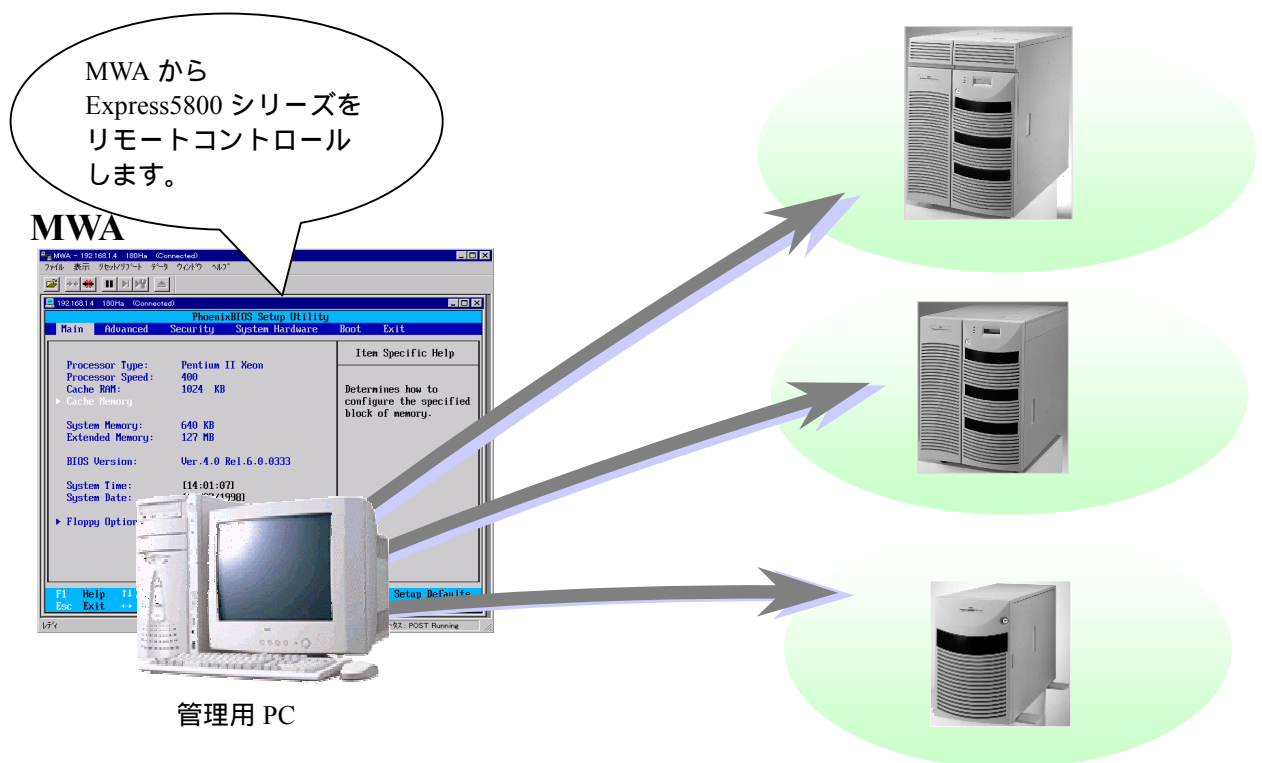 MWA から
Express5800 シリーズを
リモートコントロール
します。
MWA
MWA - 192.168.1.4 180Ha (Connected)
ファイル 表示 リセット/リブート データ ウィンドウ ヘルプ
192.168.1.4 180Ha (Connected)
PhoenixBIOS Setup Utility
Main Advanced Security System Hardware Boot Exit
Item Specific Help
Processor Type: Pentium II Xeon
Processor Speed: 400
Cache RAM: 1024 KB
Determines how to
▶ Cache Memory
configure the specified
block of memory.
System Memory: 640 KB
Extended Memory: 127 MB
BIOS Version: Ver.4.0 Rel.6.0.0333
System Time: [14:01:07]
System Date: /1998]
▶ Floppy Option
F1 Help ↑↓ Setup Defaults
Esc Exit ↔
レディ POST Running
管理用 PC